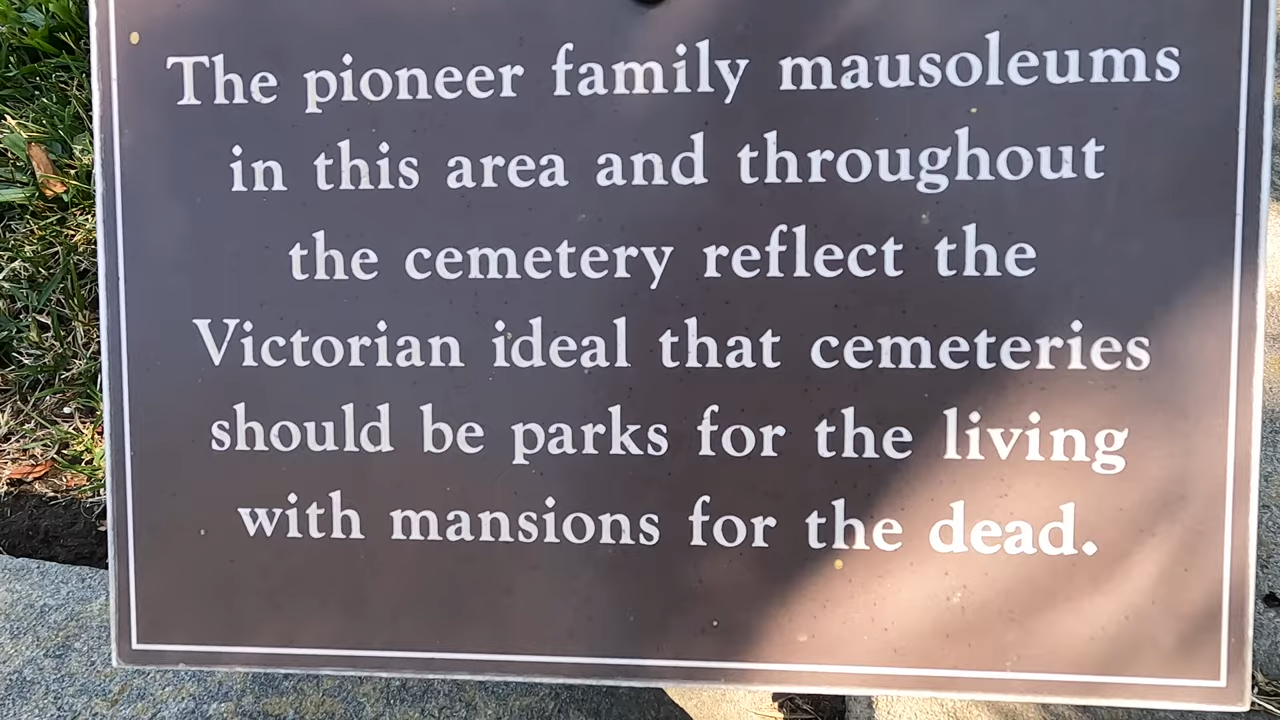 The pioneer family mausoleums
in this area and throughout
the cemetery reflect the
Victorian ideal that cemeteries
should be parks for the living
with mansions for the dead.